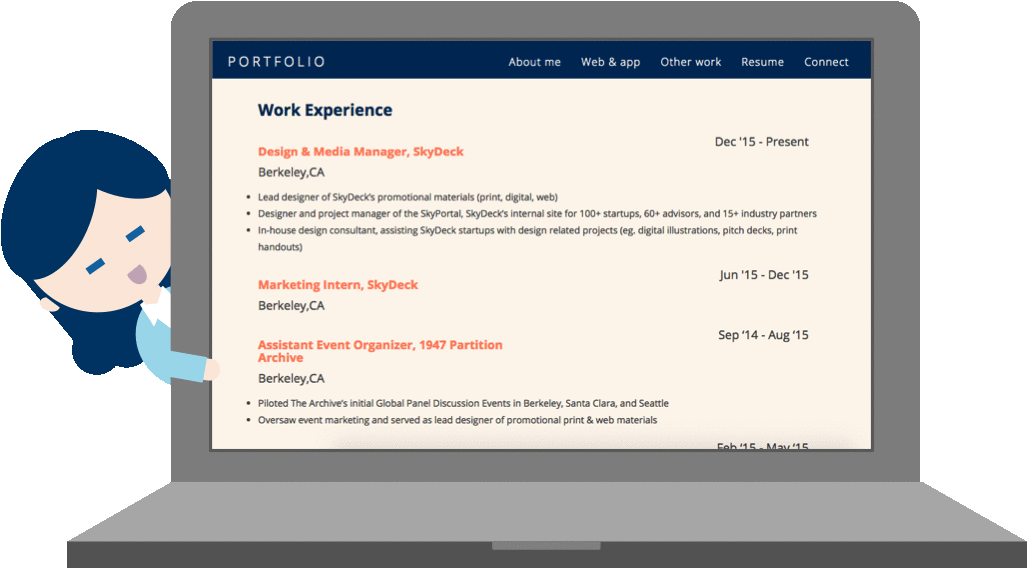 PORTFOLIO
About me Web & app Other work Resume Connect
Work Experience
Dec '15 - Present
Design & Media Manager, SkyDeck
Berkeley,CA
• Lead designer of SkyDeck's promotional materials (print, digital, web)
• Designer and project manager of the SkyPortal, SkyDeck's internal site for 100+ startups, 60+ advisors, and 15+ industry partners
• In-house design consultant, assisting SkyDeck startups with design related projects (eg. digital illustrations, pitch decks, print
handouts)
Jun '15 - Dec '15
Marketing Intern, SkyDeck
Berkeley,CA
Sep ‘14 - Aug ‘15
Assistant Event Organizer, 1947 Partition
Archive
Berkeley,CA
• Piloted The Archive's initial Global Panel Discussion Events in Berkeley, Santa Clara, and Seattle
• Oversaw event marketing and served as lead designer of promotional print & web materials
Feb ‘15 - May ‘15